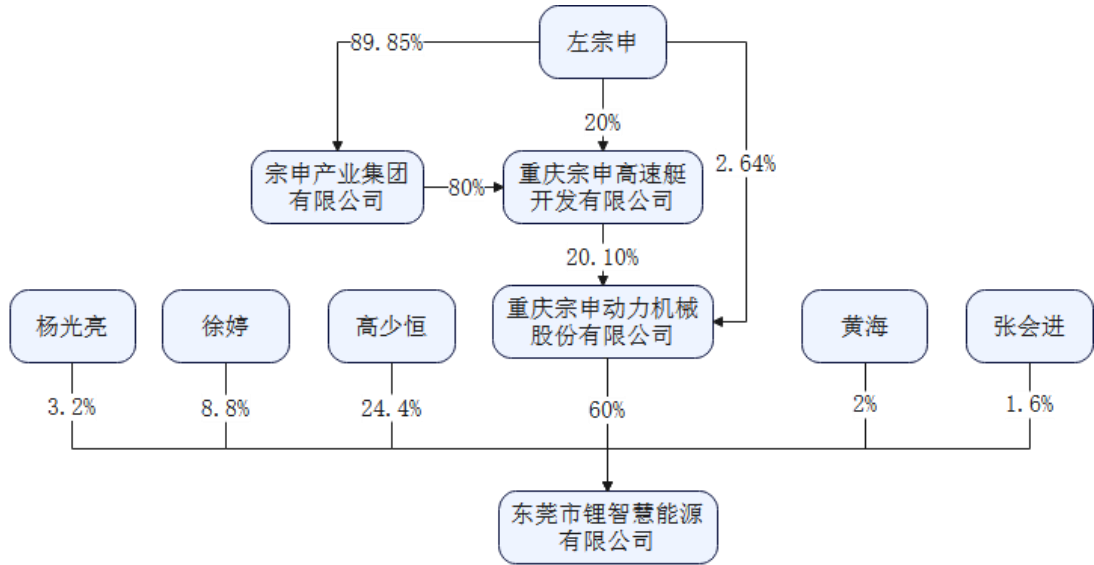 左宗申
89.85%
20%
2.64%
宗申产业集团
有限公司
80%
重庆宗申高速艇
开发有限公司
20.10%
杨光亮
徐婷
高少恒
重庆宗申动力机械
股份有限公司
黄海
张会进
3.2%
8.8%
24.4%
60%
2%
1.6%
东莞市锂智慧能源
有限公司